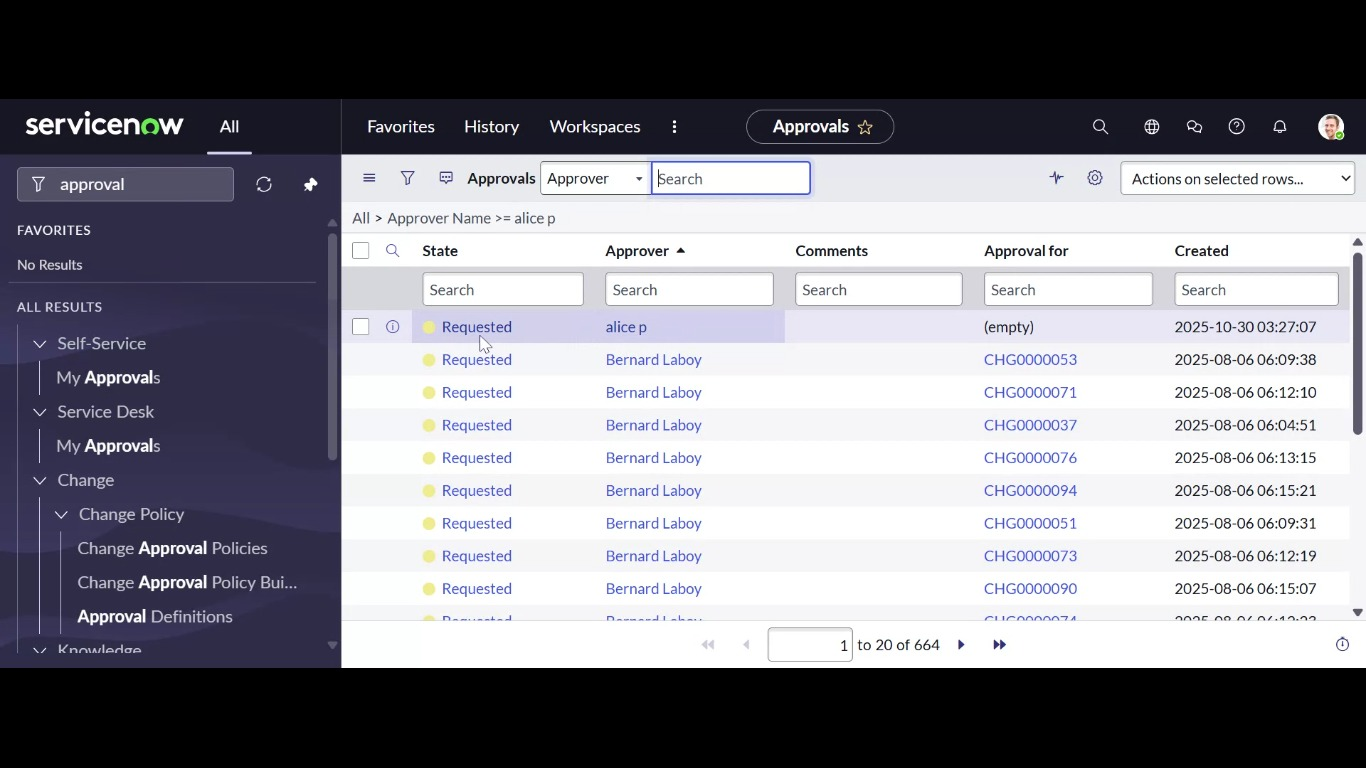 servicenow
All
Favorites
History
Workspaces
Approvals
approval
Approvals
Approver
Search
Actions on selected rows...
FAVORITES
No Results
ALL RESULTS
Self-Service
My Approvals
Service Desk
My Approvals
Change
Change Policy
Change Approval Policies
Change Approval Policy Bui...
Approval Definitions
Knowledge
All > Approver Name >= alice p
State Approver Comments Approval for Created
Search Search Search Search Search
Requested alice p (empty) 2025-10-30 03:27:07
Requested Bernard Laboy CHG0000053 2025-08-06 06:09:38
Requested Bernard Laboy CHG0000071 2025-08-06 06:12:10
Requested Bernard Laboy CHG0000037 2025-08-06 06:04:51
Requested Bernard Laboy CHG0000076 2025-08-06 06:13:15
Requested Bernard Laboy CHG0000094 2025-08-06 06:15:21
Requested Bernard Laboy CHG0000051 2025-08-06 06:09:31
Requested Bernard Laboy CHG0000073 2025-08-06 06:12:19
Requested Bernard Laboy CHG0000090 2025-08-06 06:15:07
1 to 20 of 664